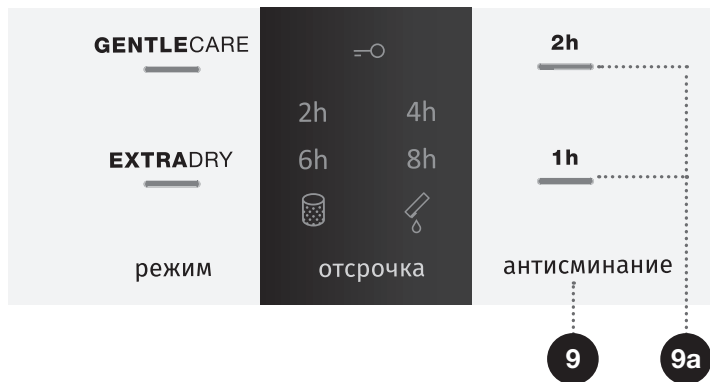 GENTLECARE
2h
2h 4h
EXTRADRY
6h 8h
1h
режим
отсрочка
антисминание
9
9a